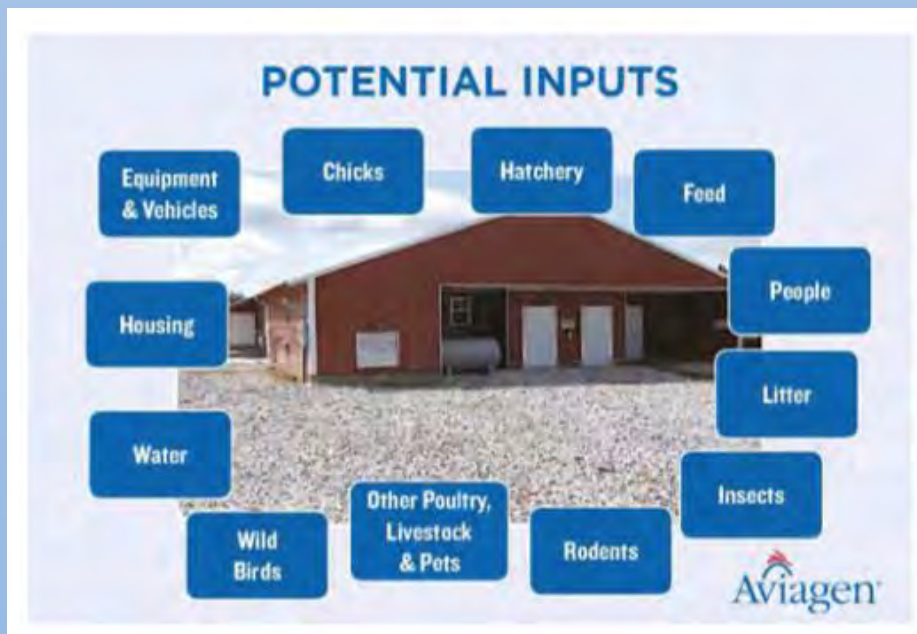 POTENTIAL INPUTS
Equipment
& Vehicles
Chicks
Hatchery
Feed
People
Housing
Litter
Water
Insects
Other Poultry,
Livestock
& Pets
Wild
Birds
Rodents
Aviagen